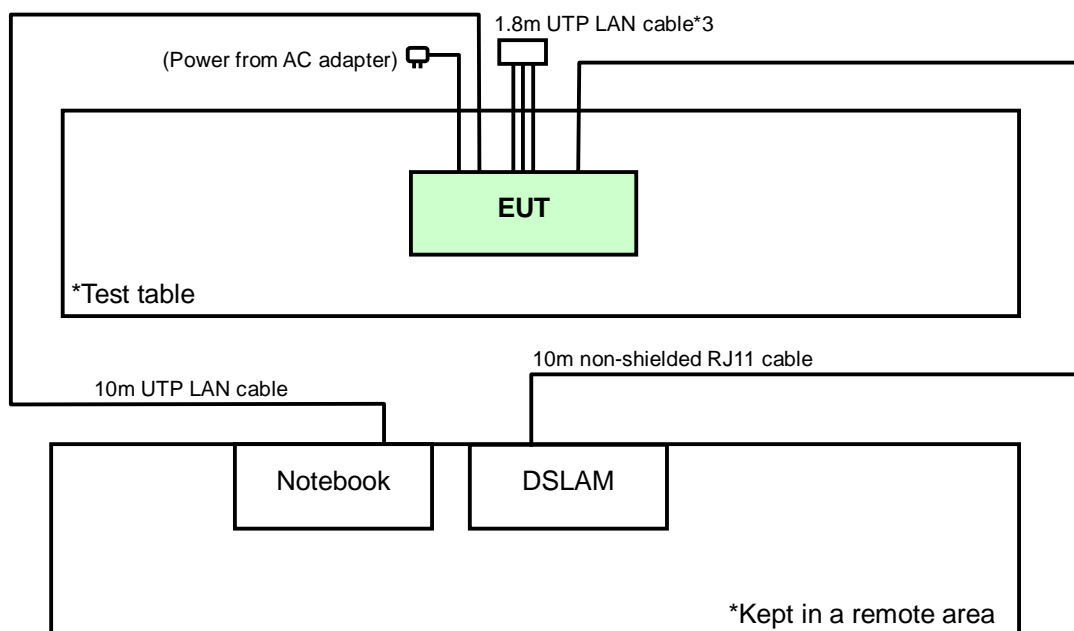 1.8m UTP LAN cable*3
(Power from AC adapter)
EUT
*Test table
10m non-shielded RJ11 cable
10m UTP LAN cable
Notebook
DSLAM
*Kept in a remote area